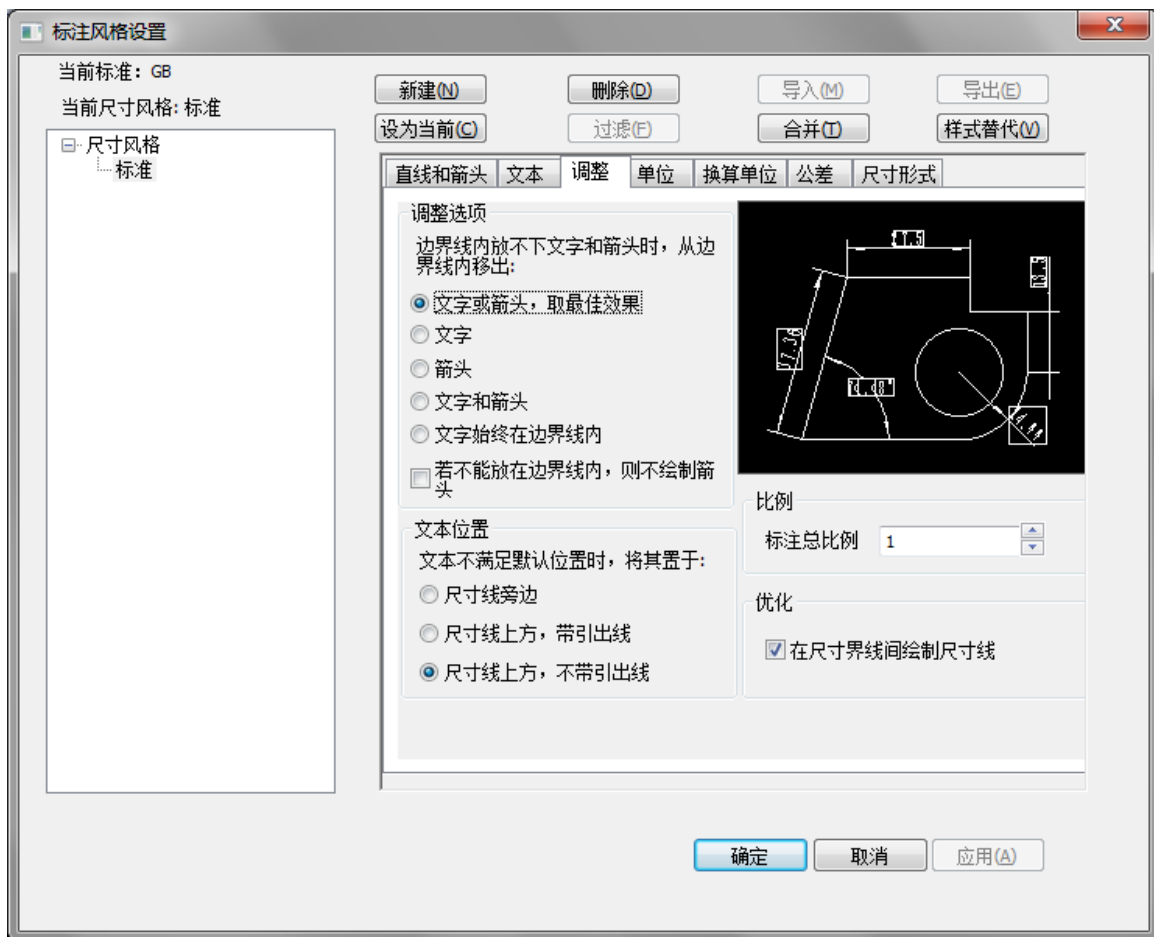 标注风格设置
当前标准: GB
当前尺寸风格: 标准
新建(N)
删除(D)
导入(M)
导出(E)
设为当前(C)
过滤(F)
合并(T)
样式替代(V)
尺寸风格
标准
直线和箭头
文本
调整
单位
换算单位
公差
尺寸形式
调整选项
边界线内放不下文字和箭头时，从边
界线内移出:
文字或箭头，取最佳效果
文字
箭头
文字和箭头
文字始终在边界线内
若不能放在边界线内，则不绘制箭
头
文本位置
文本不满足默认位置时，将其置于:
尺寸线旁边
尺寸线上方，带引出线
尺寸线上方，不带引出线
比例
标注总比例
1
优化
在尺寸界线间绘制尺寸线
确定
取消
应用(A)